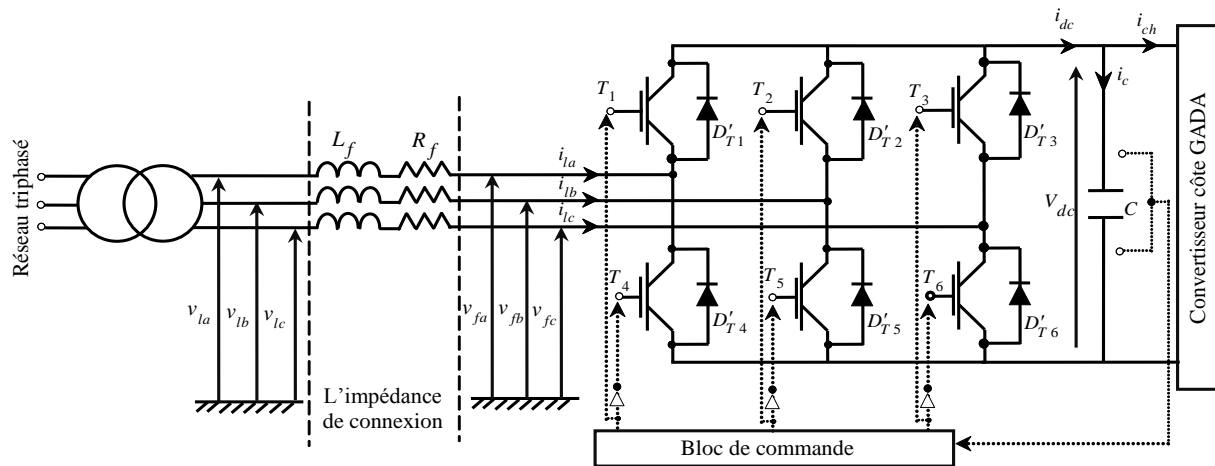 i_dc
i_ch
i_c
T_1
T_2
T_3
D'_T1
D'_T2
D'_T3
L_f
R_f
i_la
i_lb
i_lc
Réseau triphasé
V_dc
C
Convertisseur côte GADA
T_4
T_5
T_6
D'_T4
D'_T5
D'_T6
v_la
v_lb
v_lc
v_fa
v_fb
v_fc
L'impédance
de connexion
Bloc de commande